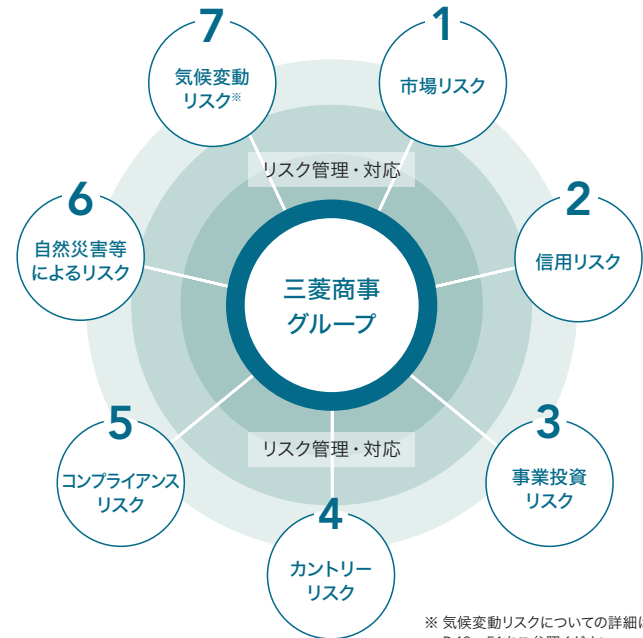 1
市場リスク
2
信用リスク
3
事業投資
リスク
4
カントリー
リスク
5
コンプライアンス
リスク
6
自然災害等
によるリスク
7
気候変動
リスク※
リスク管理・対応
三菱商事
グループ
リスク管理・対応
※ 気候変動リスクについての詳細は